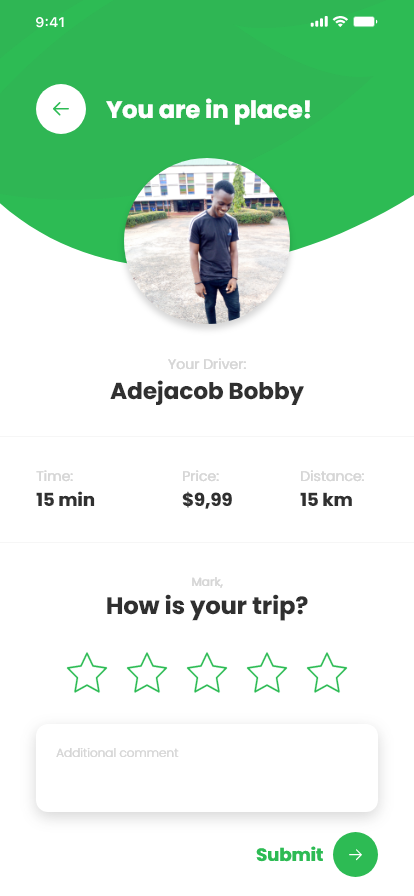 9:41
You are in place!
Your Driver:
Adejacob Bobby
Time: Price: Distance:
15 min $9,99 15 km
Mark,
How is your trip?
Additional comment
Submit